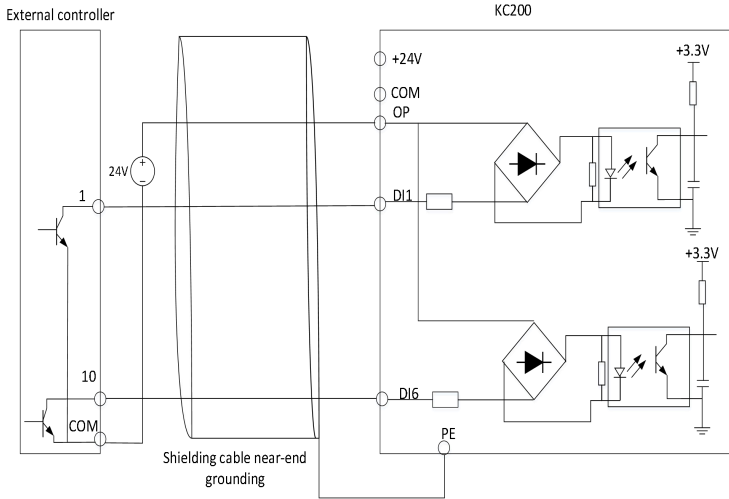 External controller
KC200
+3.3V
+24V
COM
OP
24V
+
−
1
DI1
+3.3V
10
DI6
COM
PE
Shielding cable near-end
grounding